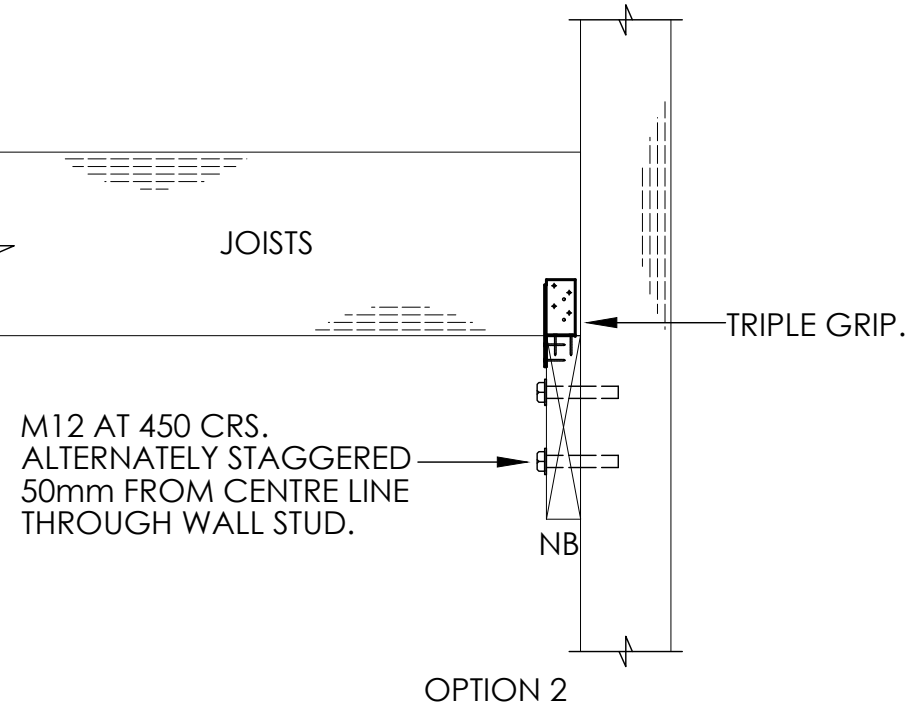 JOISTS
TRIPLE GRIP.
M12 AT 450 CRS.
ALTERNATELY STAGGERED
50mm FROM CENTRE LINE
THROUGH WALL STUD.
NB
OPTION 2